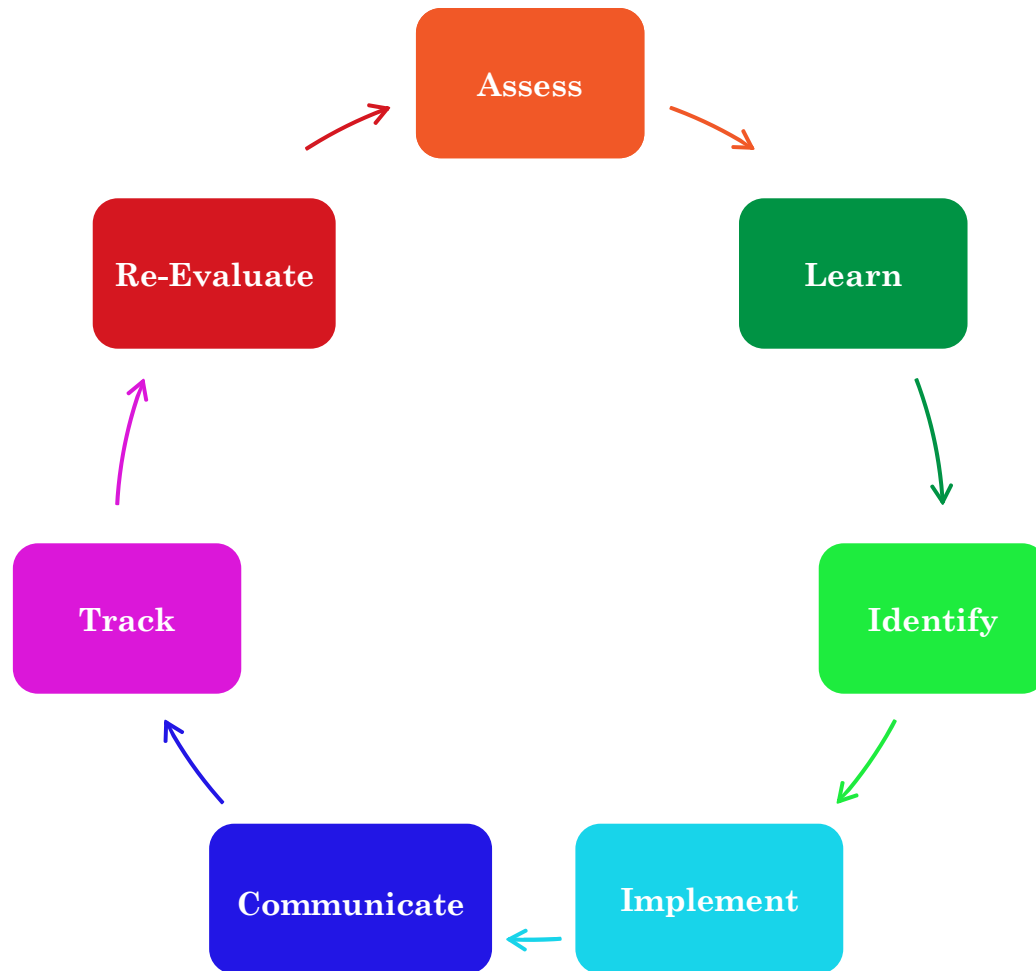 Assess
Learn
Identify
Implement
Communicate
Track
Re-Evaluate